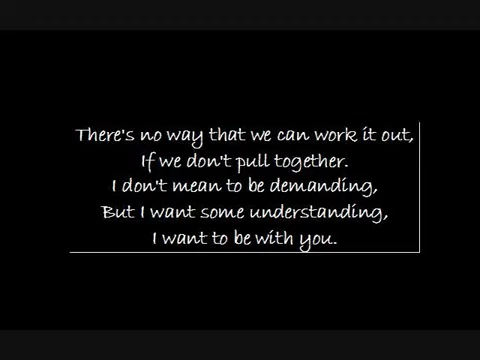 There's no way that we can work it out,
If we don't pull together.
I don't mean to be demanding,
But I want some understanding,
I want to be with you.